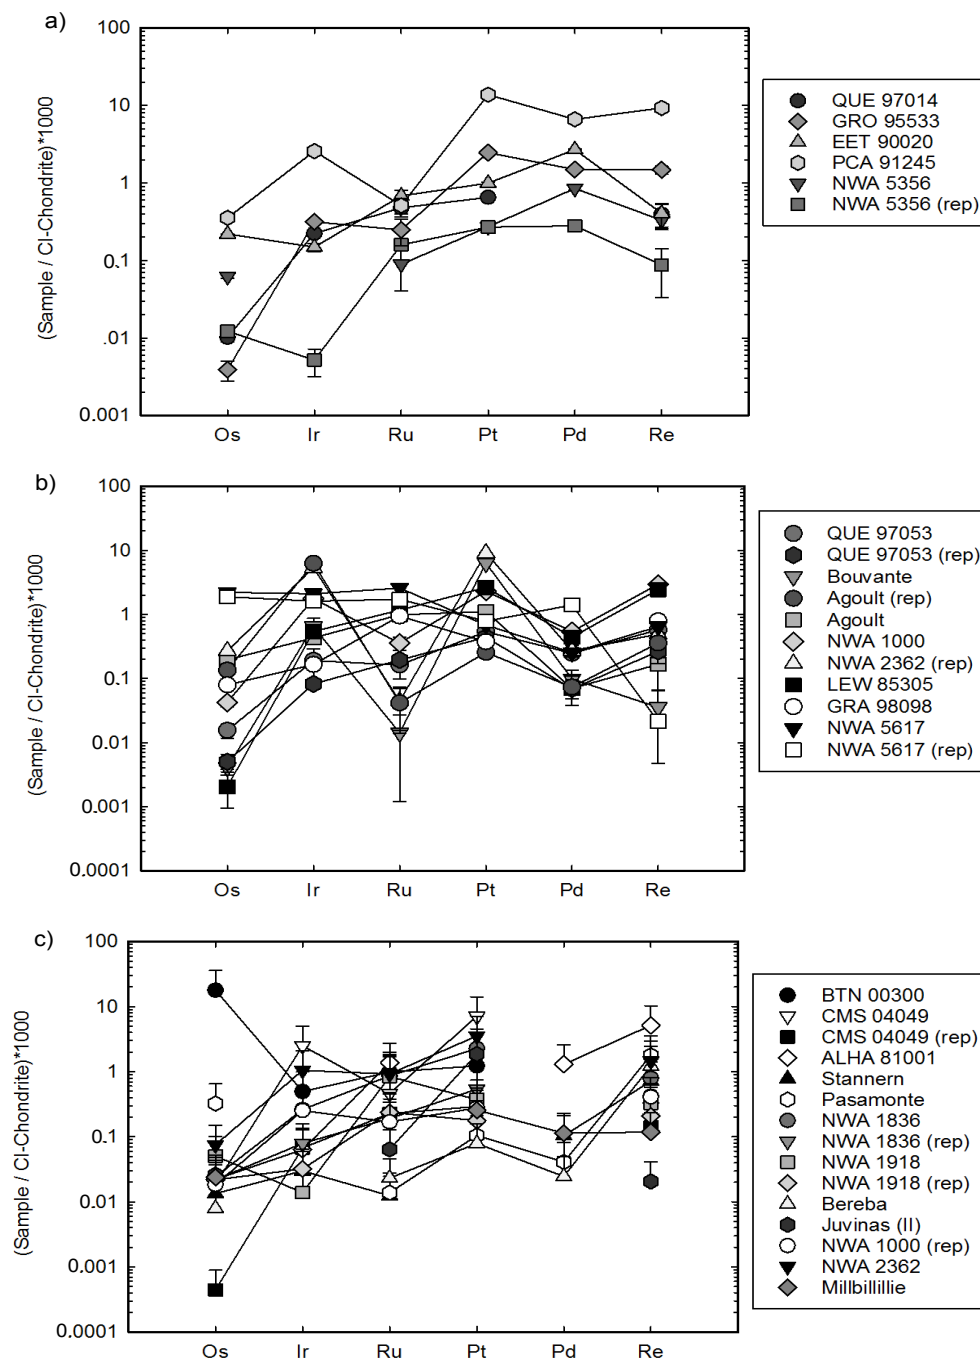 a)
100
10
1
0.1
.01
0.001
(Sample / CI-Chondrite)*1000
Os Ir Ru Pt Pd Re
QUE 97014
GRO 95533
EET 90020
PCA 91245
NWA 5356
NWA 5356 (rep)
b)
100
10
1
0.1
0.01
0.001
0.0001
(Sample / CI-Chondrite)*1000
Os Ir Ru Pt Pd Re
QUE 97053
QUE 97053 (rep)
Bouvante
Agoult (rep)
Agoult
NWA 1000
NWA 2362 (rep)
LEW 85305
GRA 98098
NWA 5617
NWA 5617 (rep)
c)
100
10
1
0.1
0.01
0.001
0.0001
(Sample / CI-Chondrite)*1000
Os Ir Ru Pt Pd Re
BTN 00300
CMS 04049
CMS 04049 (rep)
ALHA 81001
Stannern
Pasamonte
NWA 1836
NWA 1836 (rep)
NWA 1918
NWA 1918 (rep)
Bereba
Juvinas (II)
NWA 1000 (rep)
NWA 2362
Millbillillie